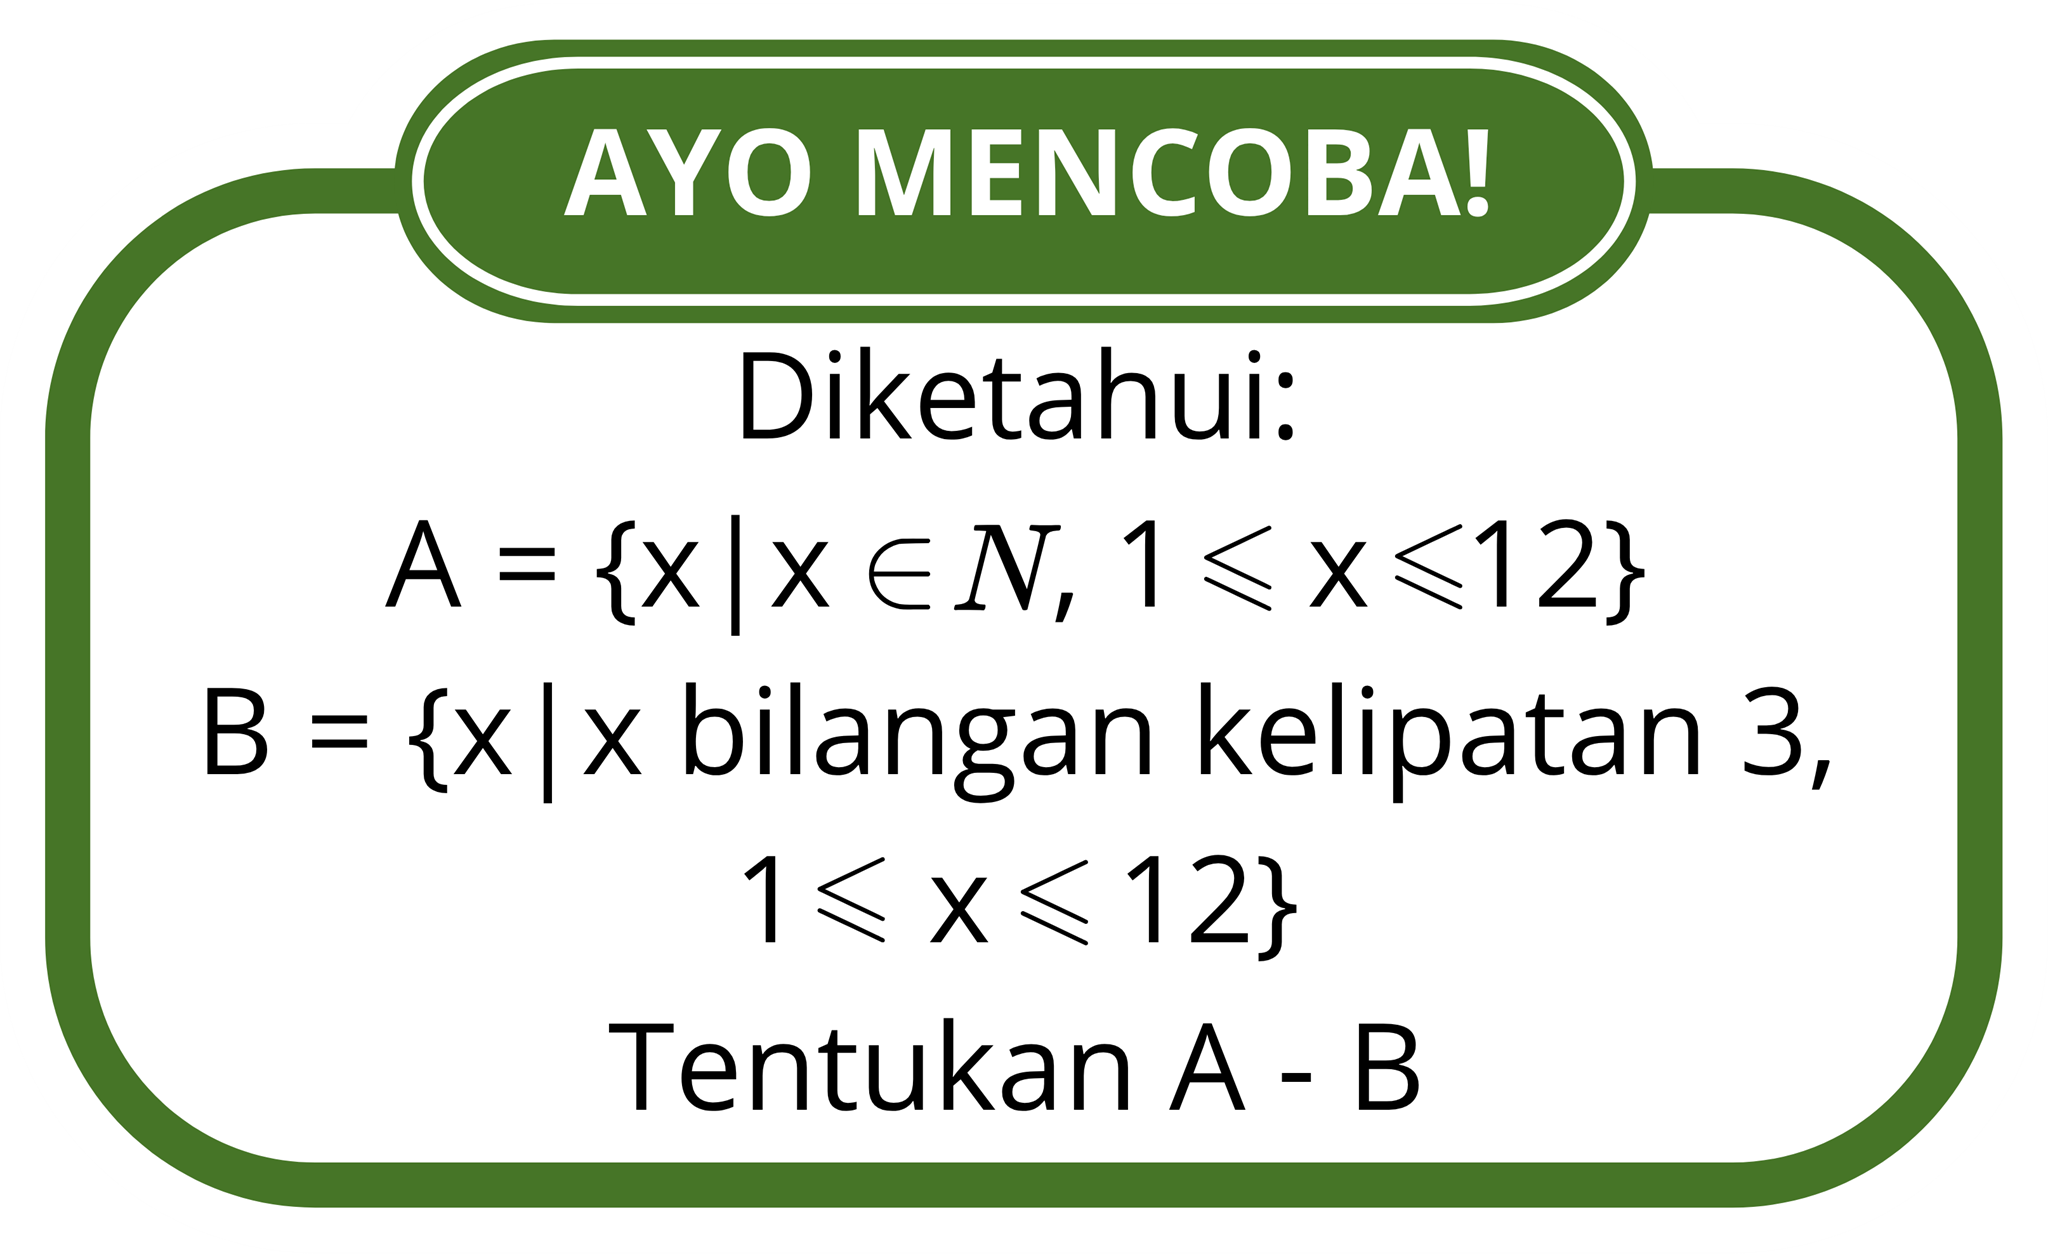 AYO MENCOBA!
Diketahui:
A = {x|x ∈ N, 1 ⩽ x ⩽ 12}
B = {x|x bilangan kelipatan 3,
1 ⩽ x ⩽ 12}
Tentukan A - B